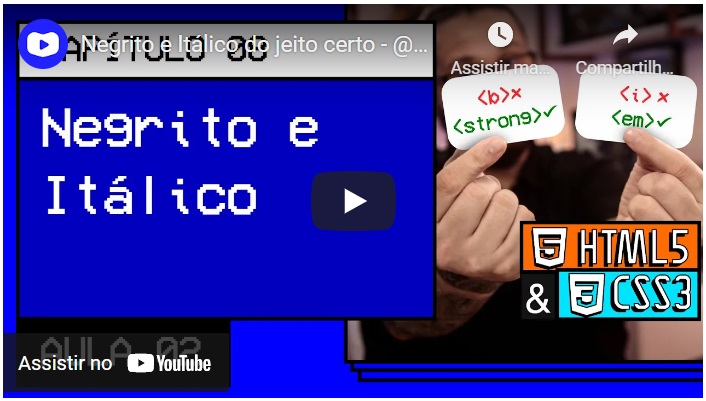 Negrito e Itálico do jeito certo - @...
CAPÍTULO 08
Assistir ma...
Compartilh...
<b>x
<strong>✓
<i>x
<em>✓
Negrito e
Itálico
HTML5
& CSS3
AULA 02
Assistir no YouTube